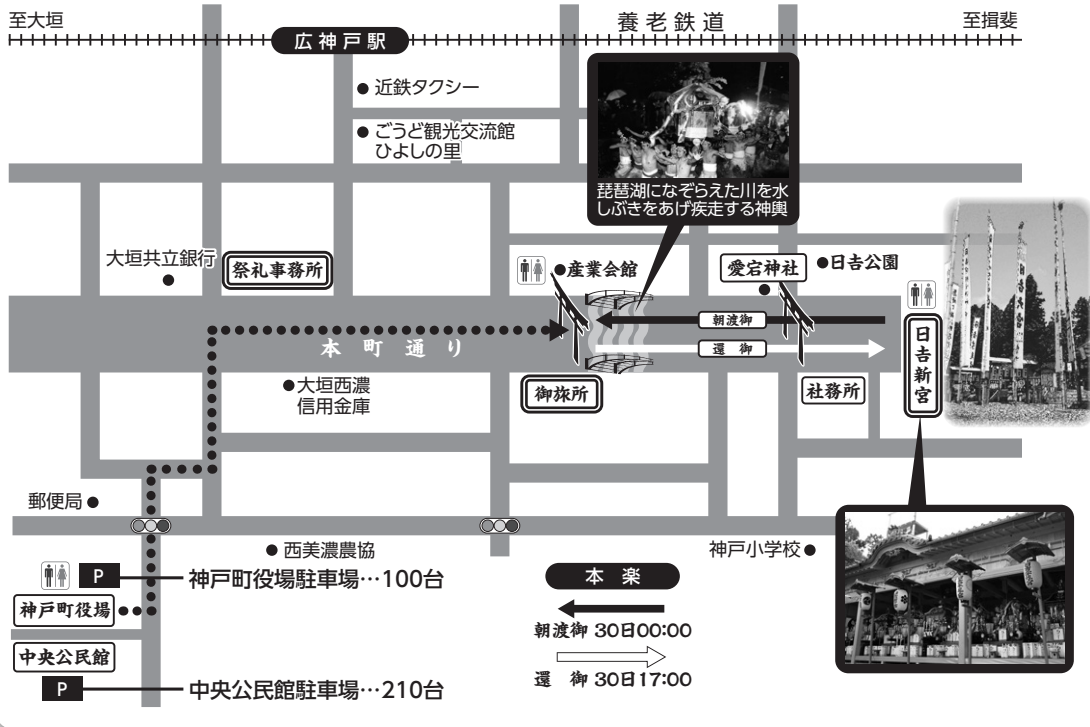 至大垣
広神戸駅
養老鉄道
至揖斐
●近鉄タクシー
●ごうど観光交流館
ひよしの里
琵琶湖になぞらえた川を水
しぶきをあげ疾走する神輿
大垣共立銀行
●
祭礼事務所
●産業会館
愛宕神社
●日吉公園
朝渡御
還 御
本町通り
日吉新宮
●大垣西濃
信用金庫
御旅所
社務所
郵便局●
●西美濃農協
神戸小学校●
P
神戸町役場駐車場…100台
神戸町役場
中央公民館
P
中央公民館駐車場…210台
本楽
朝渡御 30日00:00
還 御 30日17:00